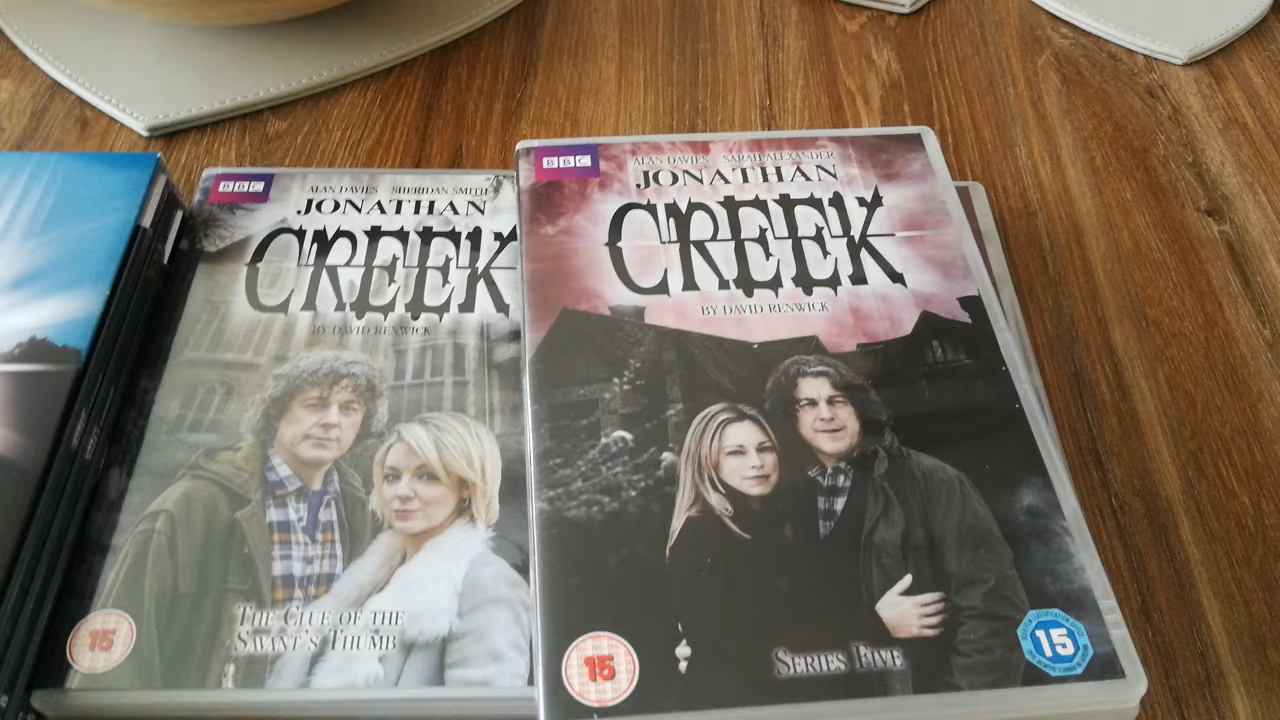 BBC
ALAN DAVIES SHERIDAN SMITH
JONATHAN
CREEK
BY DAVID RENWICK
THE CLUE OF THE
SAVANT'S THUMB
15
BBC
ALAN DAVIES SARAH ALEXANDER
JONATHAN
CREEK
BY DAVID RENWICK
SERIES FIVE
15
15